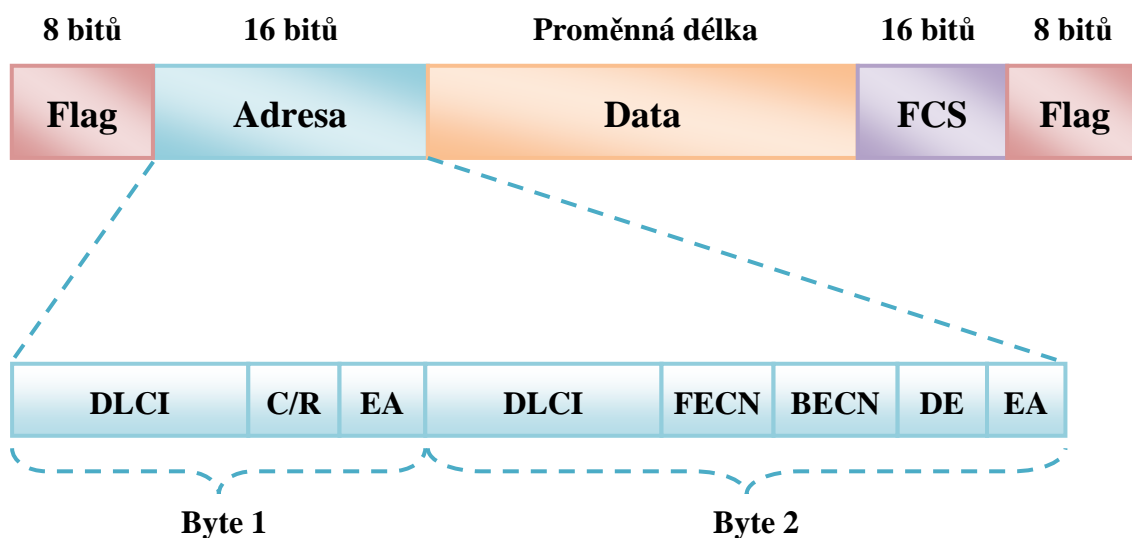 8 bitů 16 bitů Proměnná délka 16 bitů 8 bitů
Flag Adresa Data FCS Flag
DLCI C/R EA DLCI FECN BECN DE EA
Byte 1 Byte 2